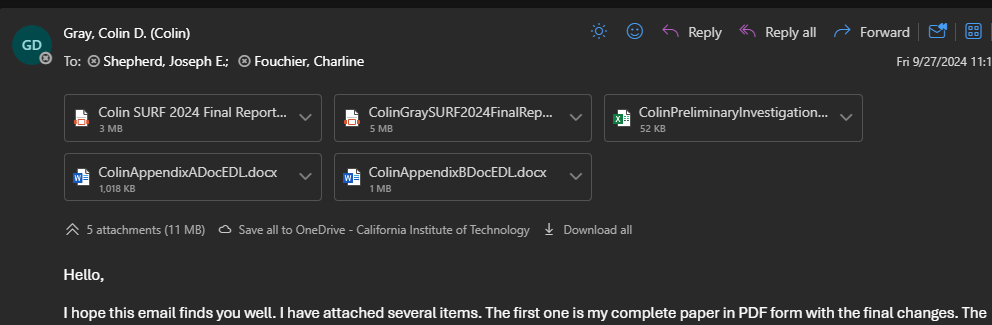 Gray, Colin D. (Colin)
GD
Reply
Reply all
Forward
To: Shepherd, Joseph E.; Fouchier, Charline
Fri 9/27/2024 11:1
Colin SURF 2024 Final Report...
3 MB
ColinGraySURF2024FinalRep...
5 MB
ColinPreliminaryInvestigation...
52 KB
ColinAppendixADocEDL.docx
1,018 KB
ColinAppendixBDocEDL.docx
1 MB
5 attachments (11 MB) Save all to OneDrive - California Institute of Technology Download all
Hello,
I hope this email finds you well. I have attached several items. The first one is my complete paper in PDF form with the final changes. The